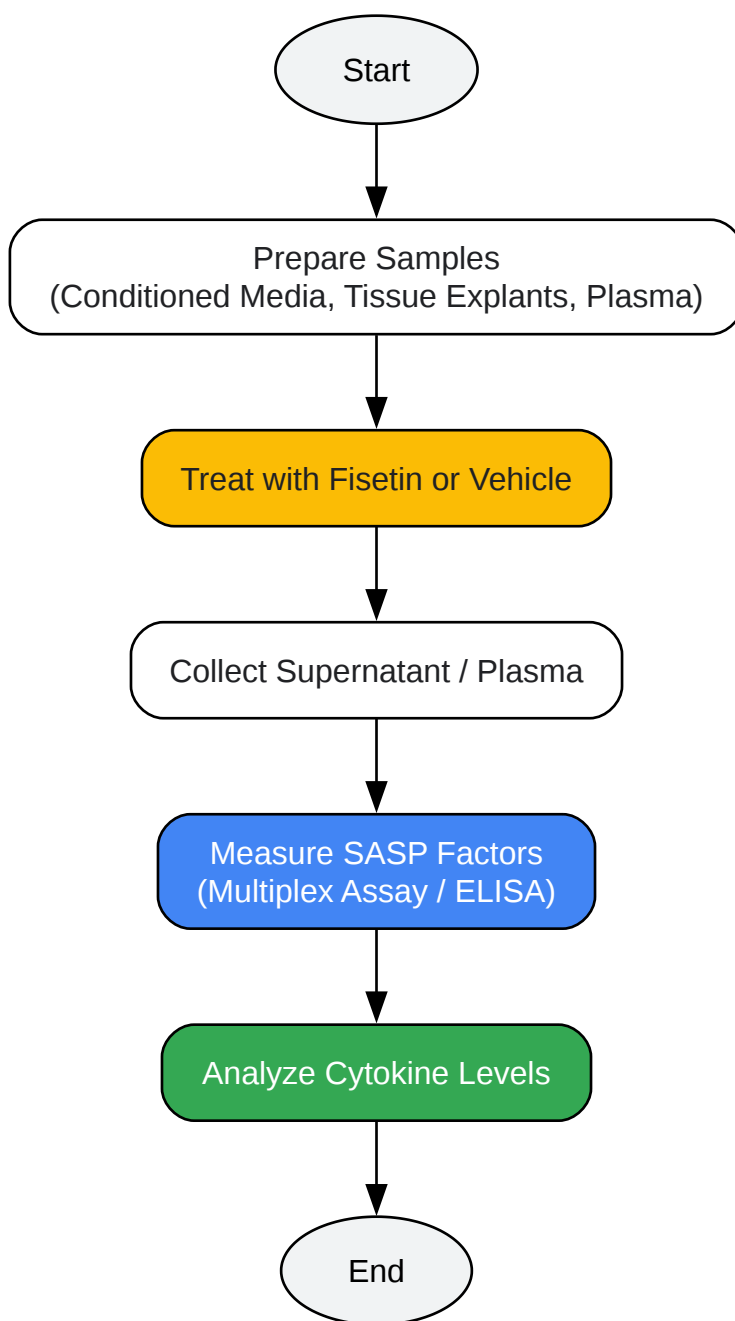 Start
Prepare Samples
(Conditioned Media, Tissue Explants, Plasma)
Treat with Fisetin or Vehicle
Collect Supernatant / Plasma
Measure SASP Factors
(Multiplex Assay / ELISA)
Analyze Cytokine Levels
End